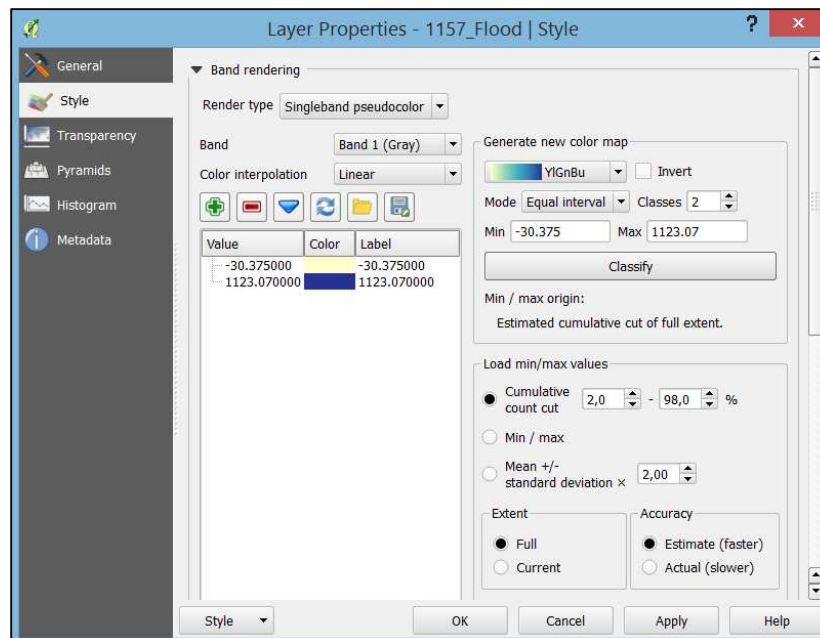 Layer Properties - 1157_Flood | Style
?
General
Style
Transparency
Pyramids
Histogram
Metadata
Band rendering
Render type Singleband pseudocolor
Band Band 1 (Gray)
Color interpolation Linear
Value Color Label
-30.375000 -30.375000
1123.070000 1123.070000
Generate new color map
YlGnBu Invert
Mode Equal interval Classes 2
Min -30.375 Max 1123.07
Classify
Min / max origin:
Estimated cumulative cut of full extent.
Load min/max values
Cumulative
count cut 2,0 - 98,0 %
Min / max
Mean +/-
standard deviation × 2,00
Extent
Full
Current
Accuracy
Estimate (faster)
Actual (slower)
Style OK Cancel Apply Help